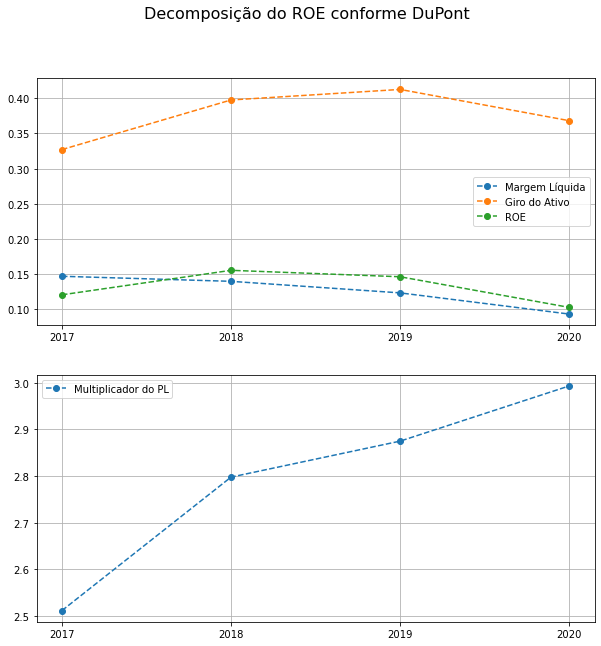 Decomposição do ROE conforme DuPont
0.40
0.35
0.30
0.25
0.20
0.15
0.10
Margem Líquida
Giro do Ativo
ROE
2017 2018 2019 2020
Multiplicador do PL
3.0
2.9
2.8
2.7
2.6
2.5
2017 2018 2019 2020